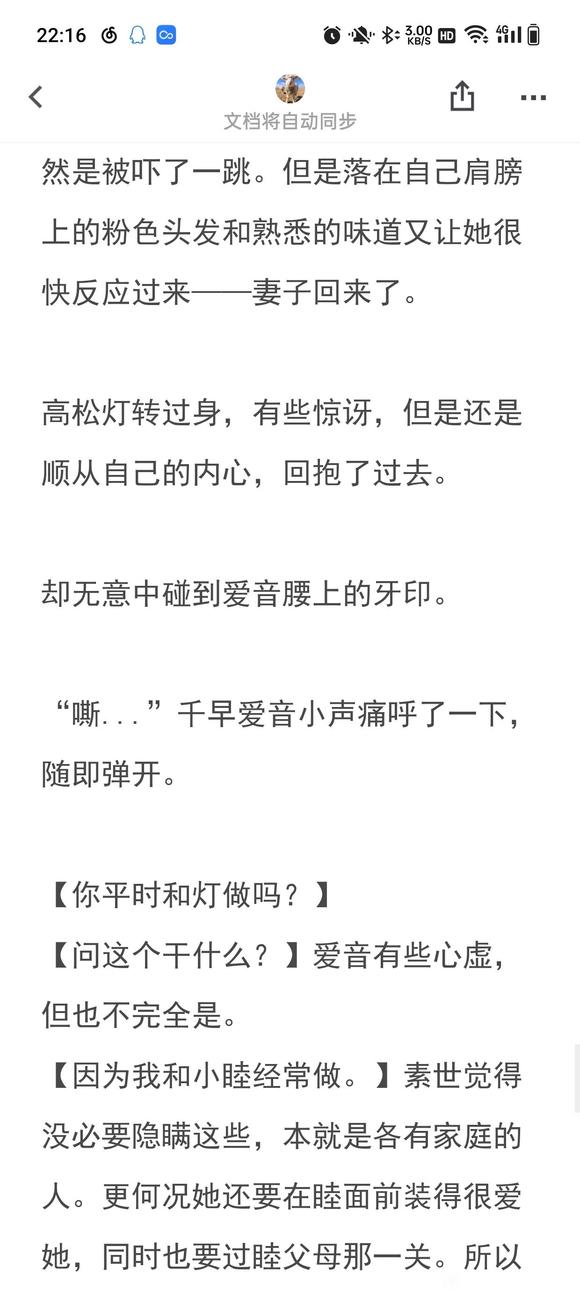 22:16
3.00
KB/S
HD
4G
文档将自动同步
然是被吓了一跳。但是落在自己肩膀
上的粉色头发和熟悉的味道又让她很
快反应过来——妻子回来了。
高松灯转过身，有些惊讶，但是还是
顺从自己的内心，回抱了过去。
却无意中碰到爱音腰上的牙印。
“嘶...”千早爱音小声痛呼了一下，
随即弹开。
【你平时和灯做吗？】
【问这个干什么？】爱音有些心虚，
但也不完全是。
【因为我和小睦经常做。】素世觉得
没必要隐瞒这些，本就是各有家庭的
人。更何况她还要在睦面前装得很爱
她，同时也要过睦父母那一关。所以